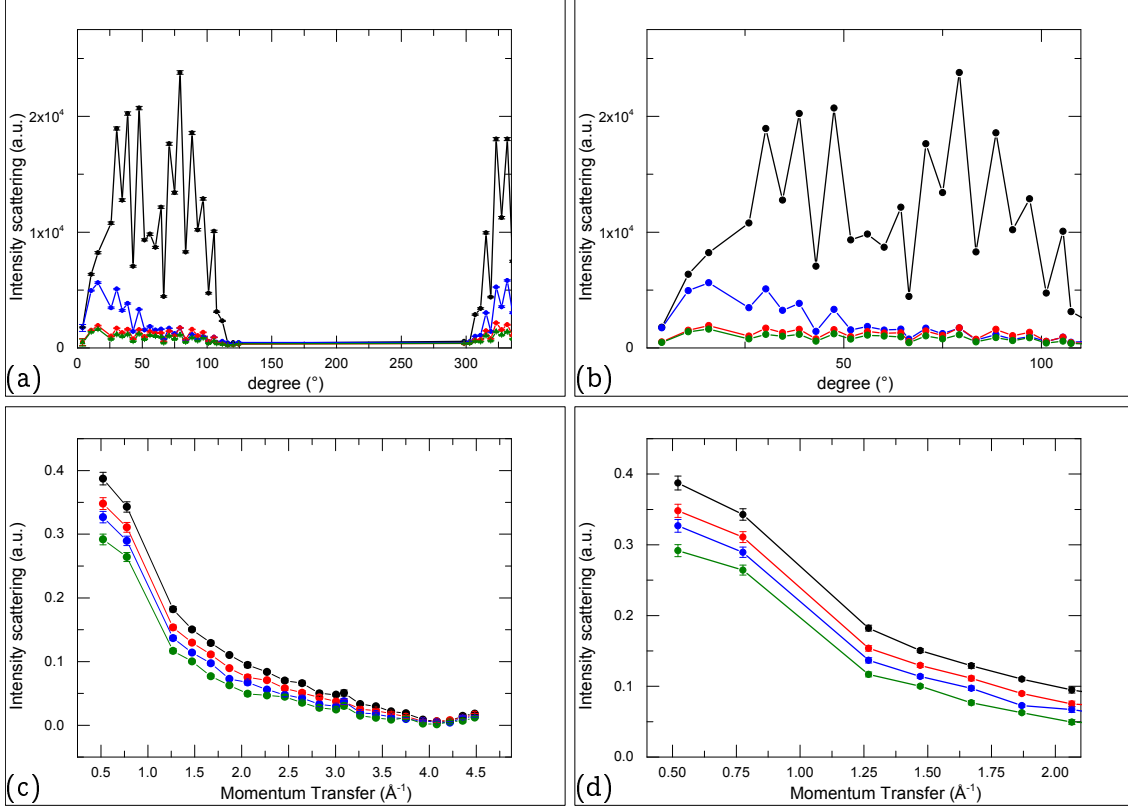 Intensity scattering (a.u.)
2x10⁴
1x10⁴
0
0 50 100 150 200 250 300
degree (°)
(a)
Intensity scattering (a.u.)
2x10⁴
1x10⁴
0
50 100
degree (°)
(b)
Intensity scattering (a.u.)
0.4
0.3
0.2
0.1
0.0
0.5 1.0 1.5 2.0 2.5 3.0 3.5 4.0 4.5
Momentum Transfer (Å⁻¹)
(c)
Intensity scattering (a.u.)
0.4
0.3
0.2
0.1
0.0
0.50 0.75 1.00 1.25 1.50 1.75 2.00
Momentum Transfer (Å⁻¹)
(d)